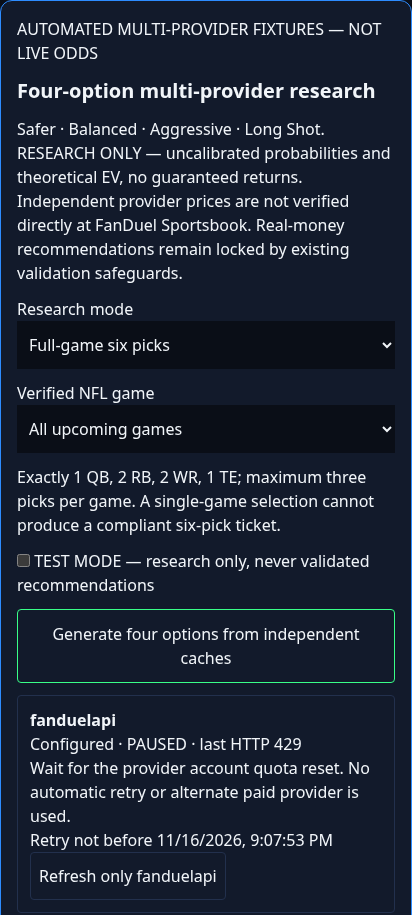 AUTOMATED MULTI-PROVIDER FIXTURES — NOT
LIVE ODDS
Four-option multi-provider research
Safer · Balanced · Aggressive · Long Shot.
RESEARCH ONLY — uncalibrated probabilities and
theoretical EV, no guaranteed returns.
Independent provider prices are not verified
directly at FanDuel Sportsbook. Real-money
recommendations remain locked by existing
validation safeguards.
Research mode
Full-game six picks
Verified NFL game
All upcoming games
Exactly 1 QB, 2 RB, 2 WR, 1 TE; maximum three
picks per game. A single-game selection cannot
produce a compliant six-pick ticket.
TEST MODE — research only, never validated
recommendations
Generate four options from independent
caches
fanduelapi
Configured · PAUSED · last HTTP 429
Wait for the provider account quota reset. No
automatic retry or alternate paid provider is
used.
Retry not before 11/16/2026, 9:07:53 PM
Refresh only fanduelapi